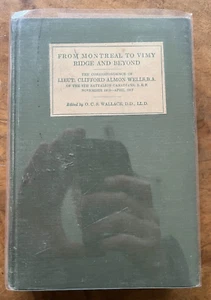 FROM MONTREAL TO VIMY
RIDGE AND BEYOND
THE CORRESPONDENCE OF
LIEUT. CLIFFORD ALMON WELLS, B.A.
OF THE 8TH BATTALION CANADIANS, B.E.F.
NOVEMBER 1915–APRIL, 1917
Edited by O. C. S. WALLACE, D.D., LL.D.